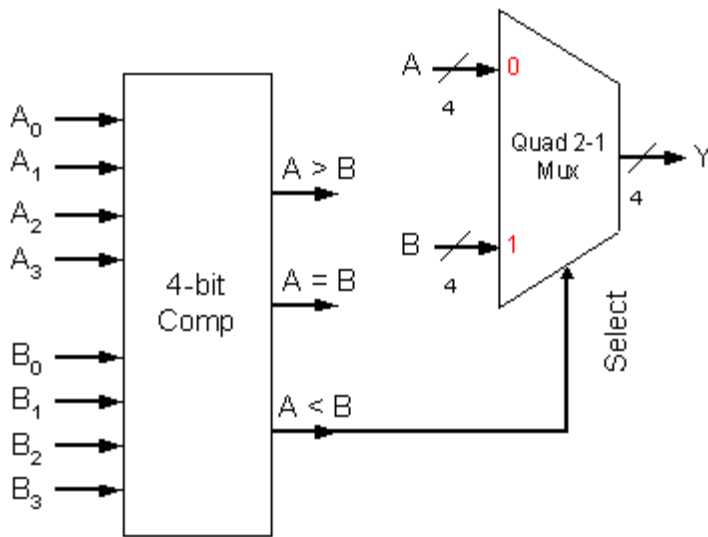 A0
A1
A2
A3
B0
B1
B2
B3
4-bit
Comp
A > B
A = B
A < B
A
4
0
B
4
1
Quad 2-1
Mux
Y
4
Select